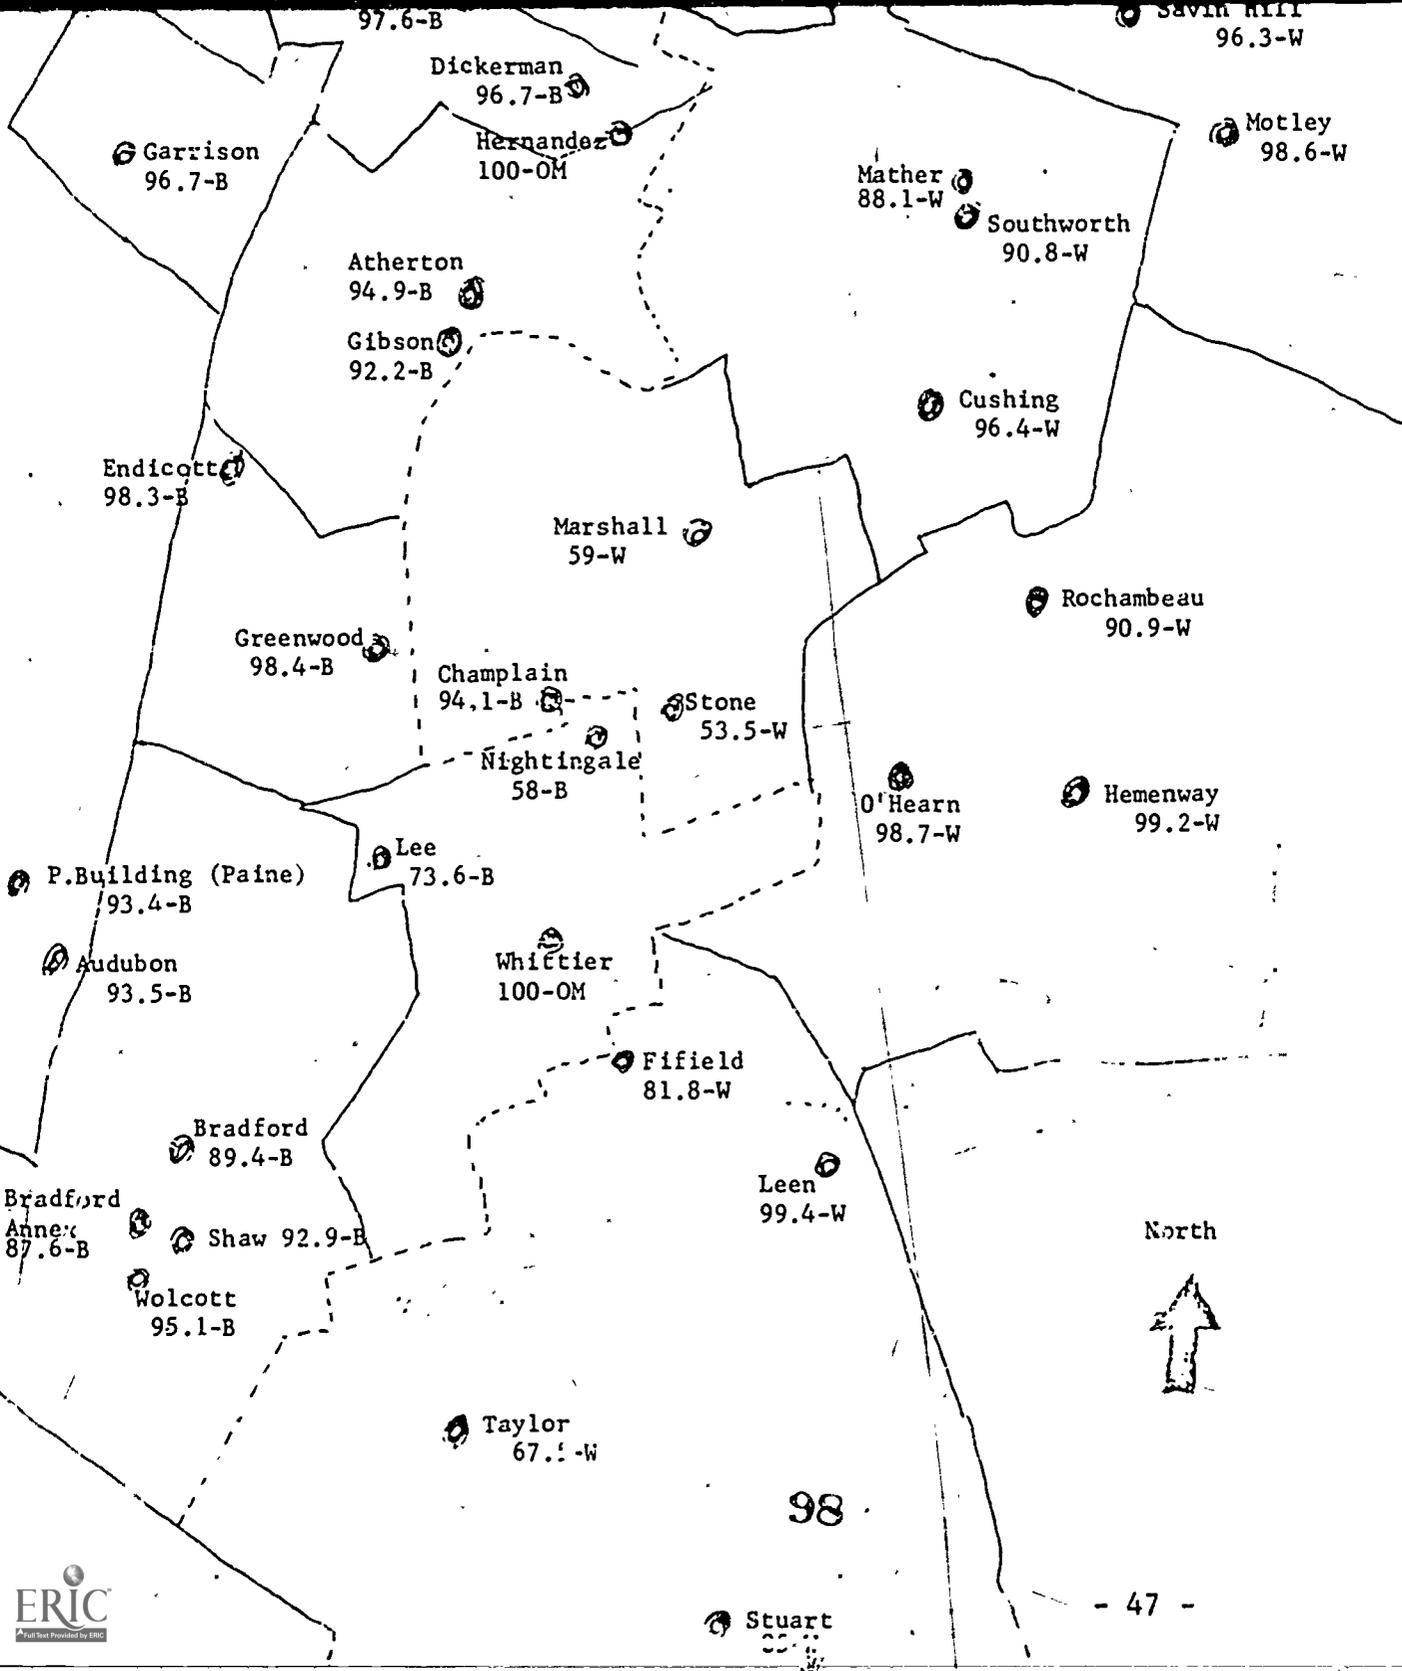 97.6-B
Savin Hill
96.3-W
Dickerman
96.7-B
Motley
98.6-W
Hernandez
100-OM
Garrison
96.7-B
Mather
88.1-W
Southworth
90.8-W
Atherton
94.9-B
Gibson
92.2-B
Cushing
96.4-W
Endicott
98.3-B
Marshall
59-W
Rochambeau
90.9-W
Greenwood
98.4-B
Champlain
94.1-B
Stone
53.5-W
Nightingale
58-B
O'Hearn
98.7-W
Hemenway
99.2-W
Lee
73.6-B
P.Building (Paine)
93.4-B
Audubon
93.5-B
Whittier
100-OM
Fifield
81.8-W
Bradford
89.4-B
Leen
99.4-W
Bradford
Annex
87.6-B
Shaw 92.9-B
North
Wolcott
95.1-B
Taylor
98
Stuart
- 47 -
ERIC
Full Text Provided by ERIC